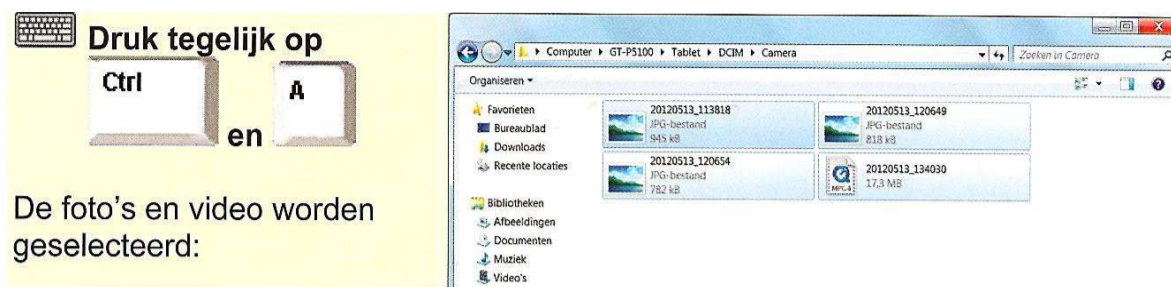 Druk tegelijk op
Ctrl
en
A
De foto's en video worden
geselecteerd:
Computer ▸ GT-P5100 ▸ Tablet ▸ DCIM ▸ Camera
Zoeken in Camera
Organiseren
Favorieten
Bureaublad
Downloads
Recente locaties
Bibliotheken
Afbeeldingen
Documenten
Muziek
Video's
20120513_113818
JPG-bestand
945 kB
20120513_120649
JPG-bestand
818 kB
20120513_120654
JPG-bestand
782 kB
MPG4
20120513_134030
17,3 MB